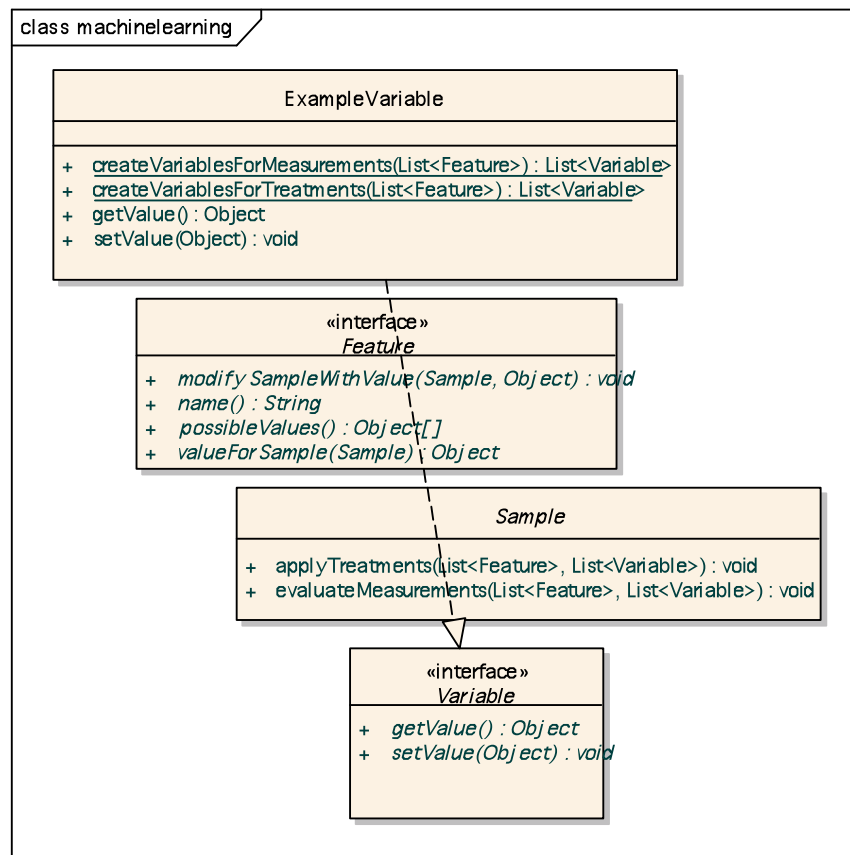 class machinelearning
ExampleVariable
+ createVariablesForMeasurements(List<Feature>) : List<Variable>
+ createVariablesForTreatments(List<Feature>) : List<Variable>
+ getValue() : Object
+ setValue(Object) : void
«interface»
Feature
+ modifySampleWithValue(Sample, Object) : void
+ name() : String
+ possibleValues() : Object[]
+ valueForSample(Sample) : Object
Sample
+ applyTreatments(List<Feature>, List<Variable>) : void
+ evaluateMeasurements(List<Feature>, List<Variable>) : void
«interface»
Variable
+ getValue() : Object
+ setValue(Object) : void